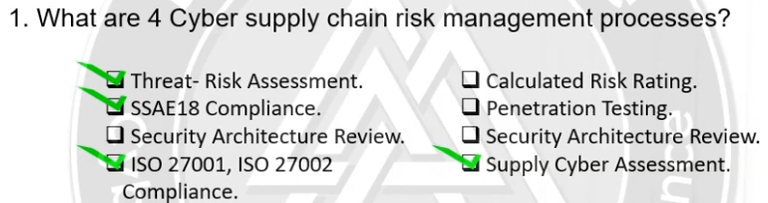 1. What are 4 Cyber supply chain risk management processes?
Threat- Risk Assessment.
SSAE18 Compliance.
Security Architecture Review.
ISO 27001, ISO 27002
Compliance.
Calculated Risk Rating.
Penetration Testing.
Security Architecture Review.
Supply Cyber Assessment.